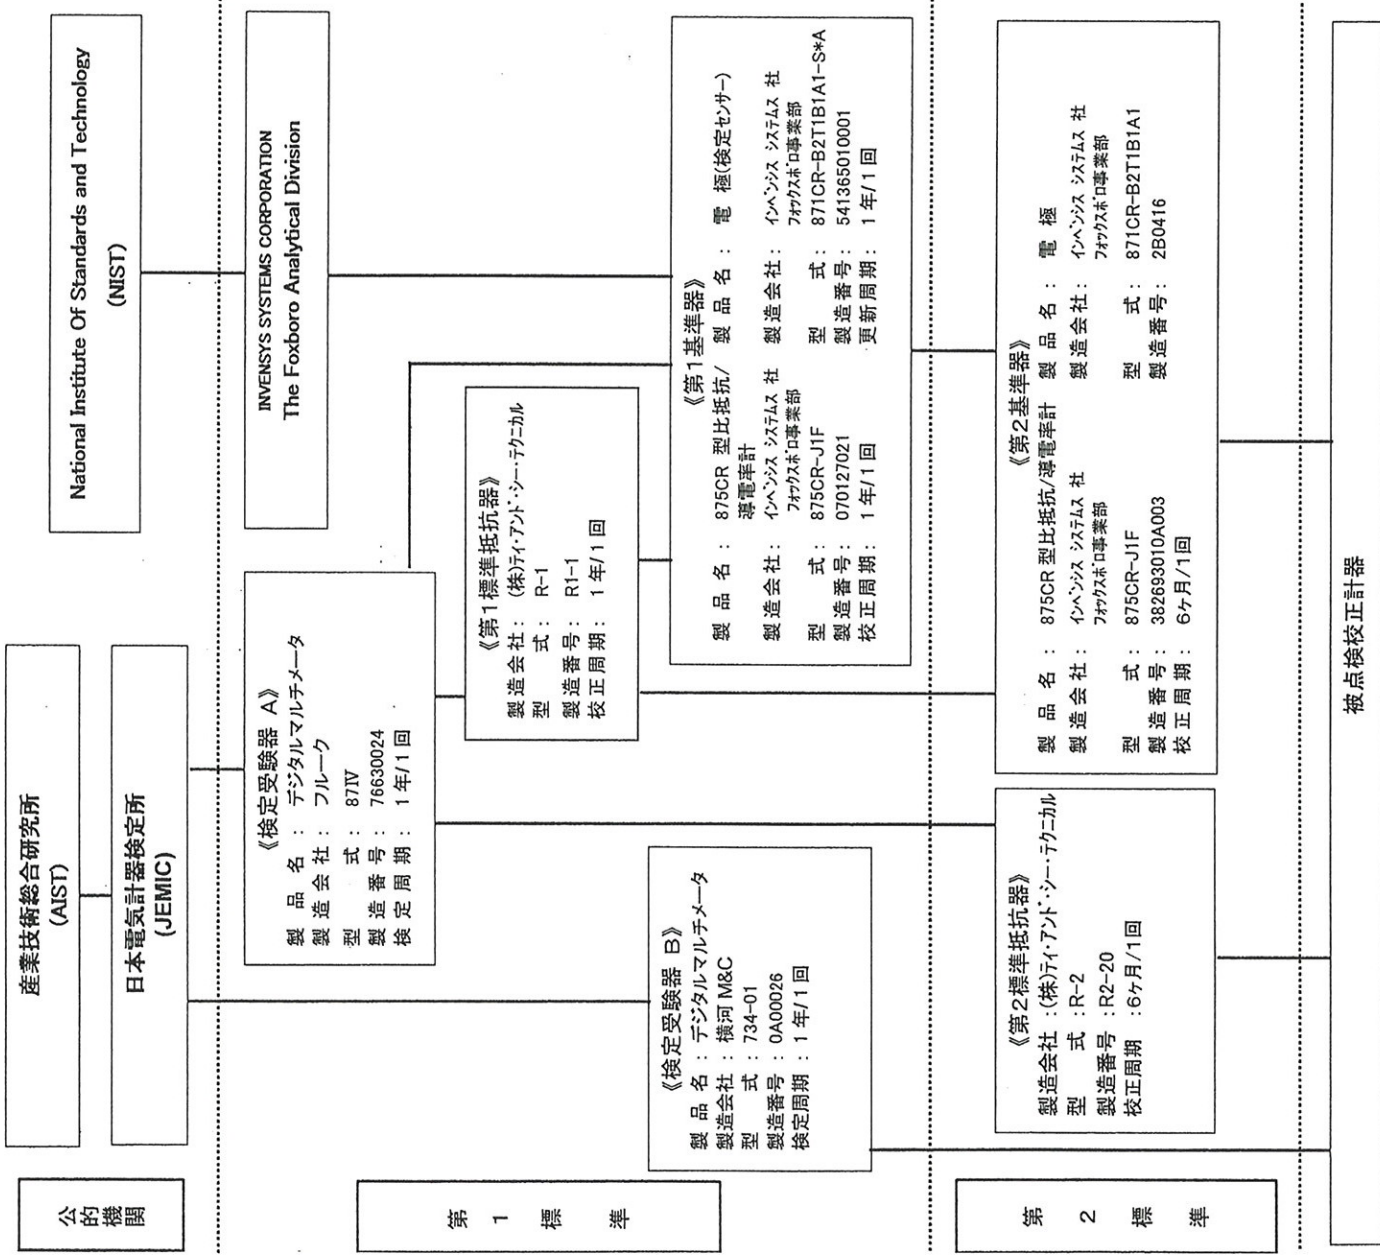 公的機関
産業技術総合研究所
(AIST)
日本電気計器検定所
(JEMIC)
National Institute Of Standards and Technology
(NIST)
第1標準
INVENSYS SYSTEMS CORPORATION
The Foxboro Analytical Division
《検定受験器 A》
製品名：デジタルマルチメータ
製造会社：フルーク
型式：87Ⅳ
製造番号：76630024
検定周期：1年/1回
《第1標準抵抗器》
製造会社：(株)ティ・アンド・シー・テクニカル
型式：R-1
製造番号：R1-1
校正周期：1年/1回
《検定受験器 B》
製品名：デジタルマルチメータ
製造会社：横河 M&C
型式：734-01
製造番号：0A00026
検定周期：1年/1回
《第1基準器》
製品名：875CR 型比抵抗/
導電率計
製造会社：インベンシス システムス 社
フォックスボロ事業部
型式：875CR-J1F
製造番号：070127021
校正周期：1年/1回
製品名：電 極(検定センサー)
製造会社：インベンシス システムス 社
フォックスボロ事業部
型式：871CR-B2T1B1A1-S*A
製造番号：541365010001
更新周期：1年/1回
第2標準
《第2標準抵抗器》
製造会社：(株)ティ・アンド・シー・テクニカル
型式：R-2
製造番号：R2-20
校正周期：6ヶ月/1回
《第2基準器》
製品名：875CR 型比抵抗/導電率計
製造会社：インベンシス システムス 社
フォックスボロ事業部
型式：875CR-J1F
製造番号：382693010A003
校正周期：6ヶ月/1回
製品名：電 極
製造会社：インベンシス システムス 社
フォックスボロ事業部
型式：871CR-B2T1B1A1
製造番号：2B0416
被点検校正計器